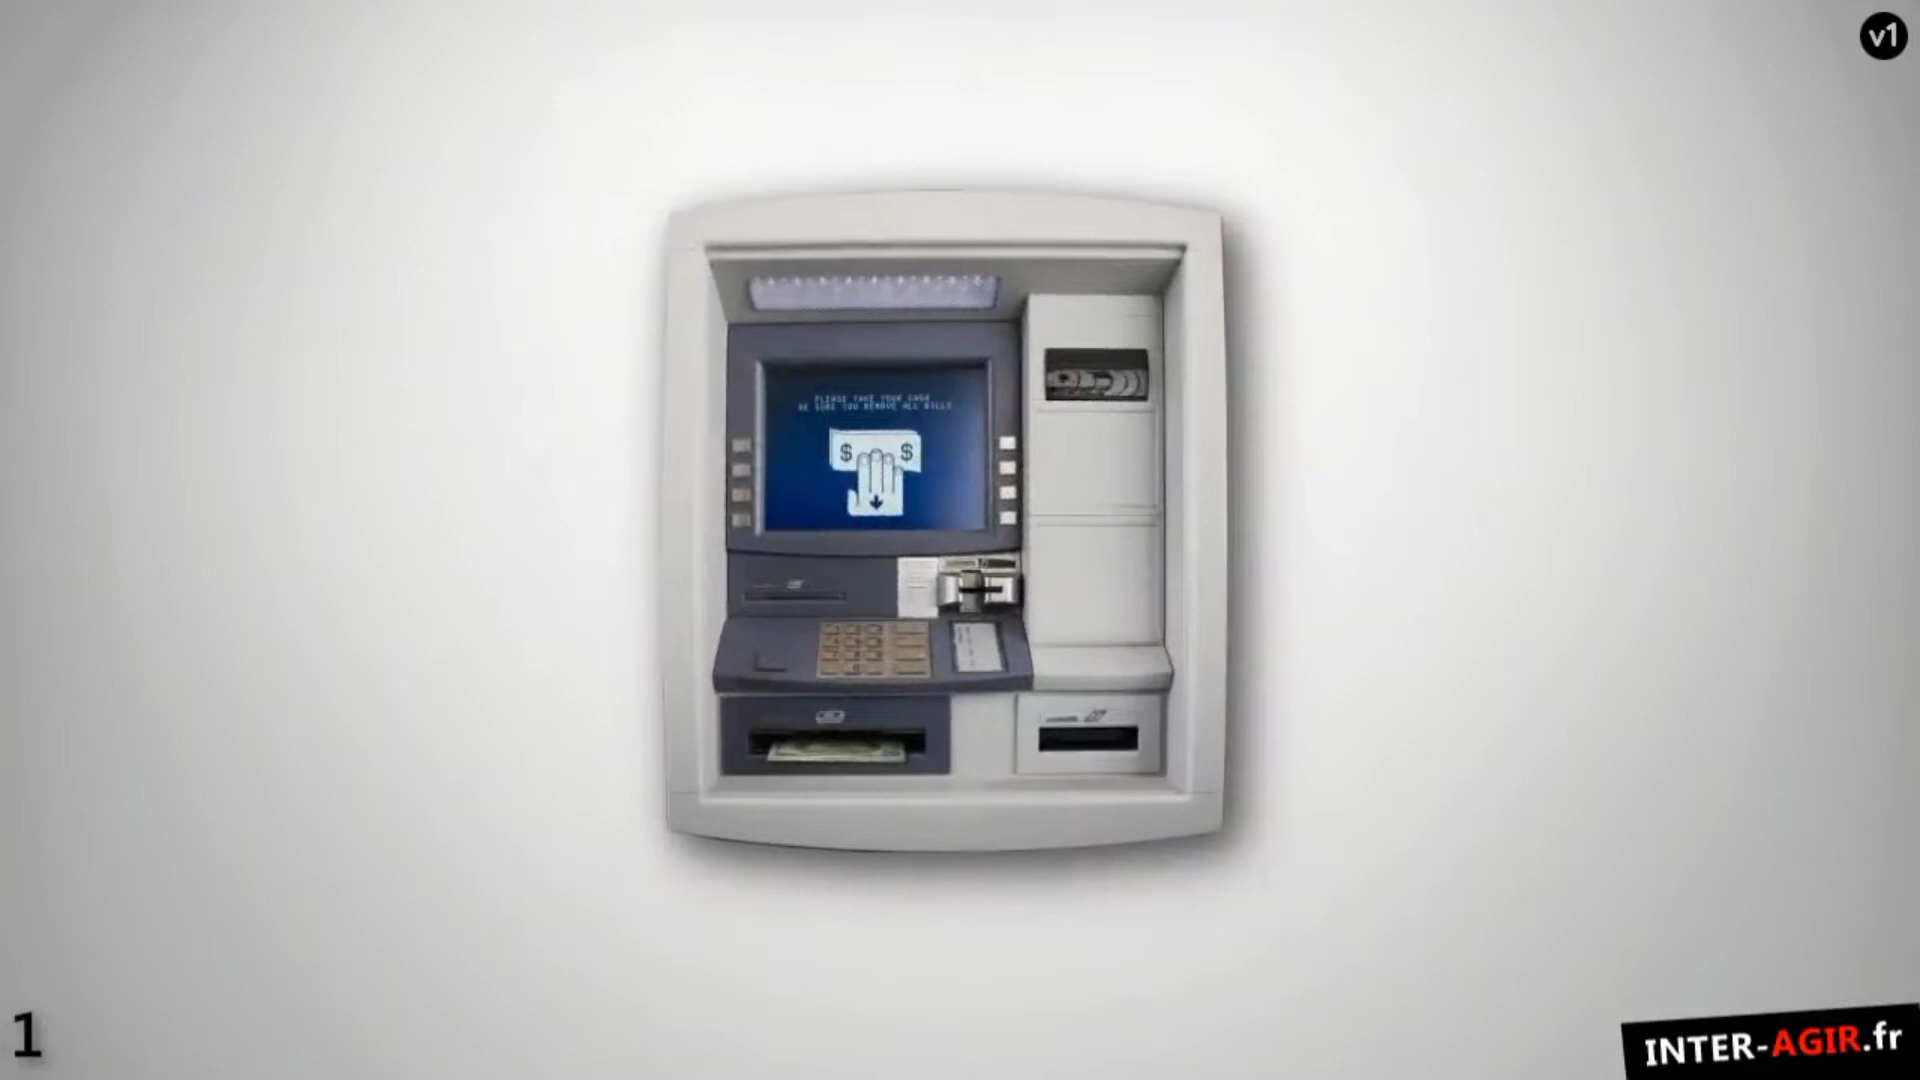 v1
PLEASE TAKE YOUR CASH
BE SURE YOU REMOVE ALL BILLS
$ $
1
INTER-AGIR.fr